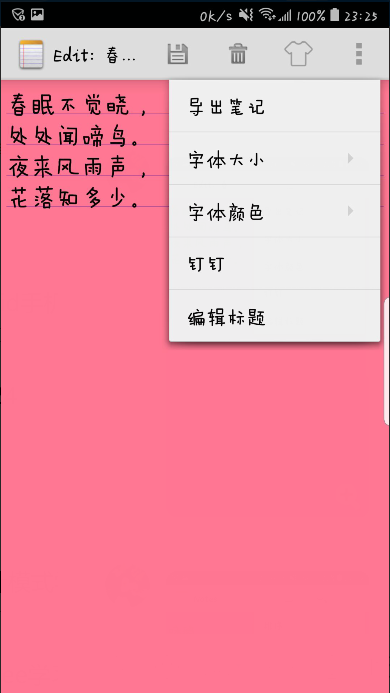 0K/s 100% 23:25
Edit: 春...
春眠不觉晓，
处处闻啼鸟。
夜来风雨声，
花落知多少。
导出笔记
字体大小
字体颜色
钉钉
编辑标题